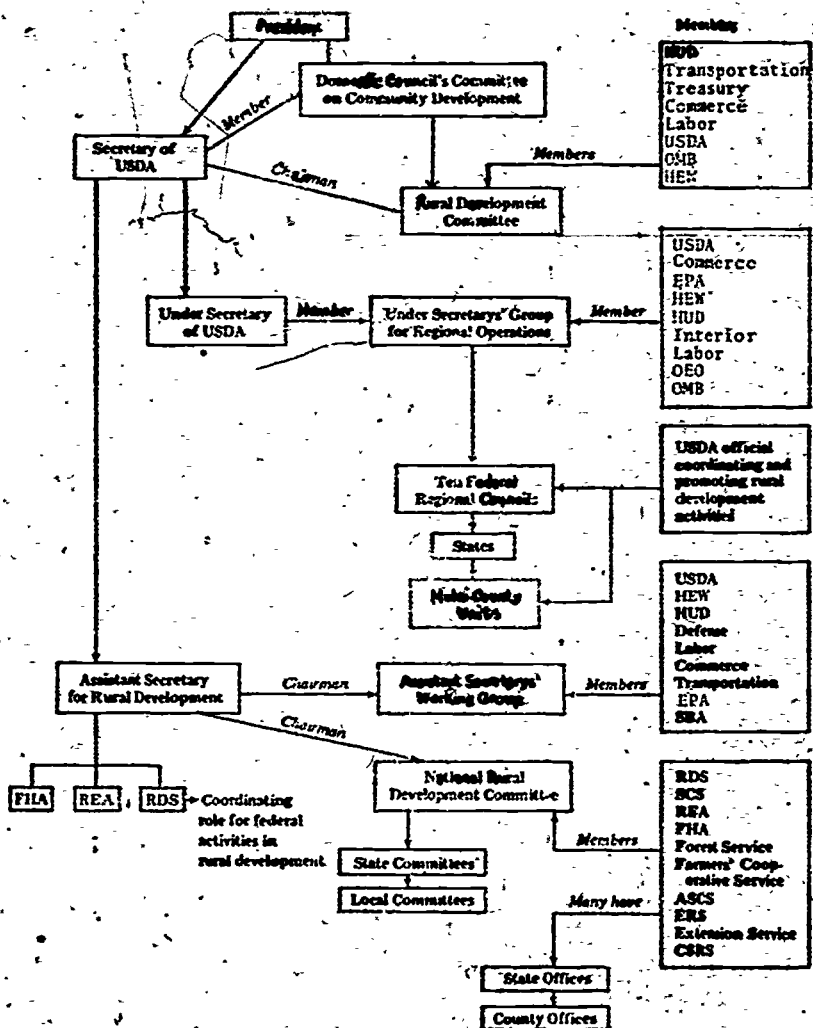 President
Members
Domestic Council's Committee
on Community Development
HUD
Transportation
Treasury
Commerce
Labor
USDA
OMB
HEW
Member
Secretary of
USDA
Chairman
Members
Rural Development
Committee
USDA
Commerce
EPA
HEW
HUD
Interior
Labor
OEO
OMB
Under Secretary
of USDA
Member
Under Secretarys' Group
for Regional Operations
Member
Ten Federal
Regional Councils
USDA official
coordinating and
promoting rural
development
activities
States
Multi-County
Units
USDA
HEW
HUD
Defense
Labor
Commerce
Transportation
EPA
SBA
Assistant Secretary
for Rural Development
Chairman
Assistant Secretarys'
Working Group
Members
Chairman
FHA
REA
RDS
Coordinating
role for federal
activities in
rural development
National Rural
Development Committee
Members
State Committees
Local Committees
RDS
SCS
REA
FHA
Forest Service
Farmers' Coop-
erative Service
ASCS
ERS
Extension Service
CSRS
Many have
State Offices
County Offices